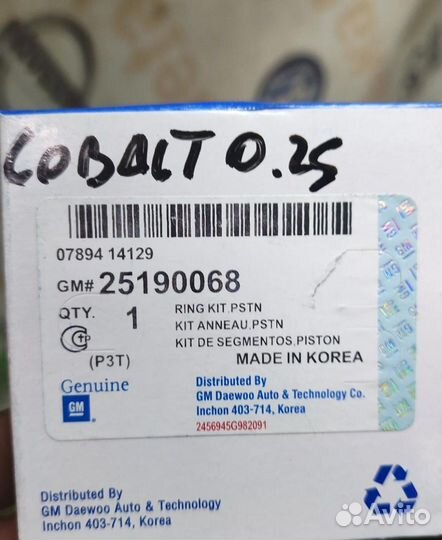 COBALT 0.25
07894 14129
GM# 25190068
QTY. 1
RING KIT,PSTN
KIT ANNEAU,PSTN
KIT DE SEGMENTOS,PISTON
(P3T)
MADE IN KOREA
Genuine
GM
Distributed By
GM Daewoo Auto & Technology Co.
Inchon 403-714, Korea
2456945G982091
Distributed By
GM Daewoo Auto & Technology
Inchon 403-714, Korea
Avito